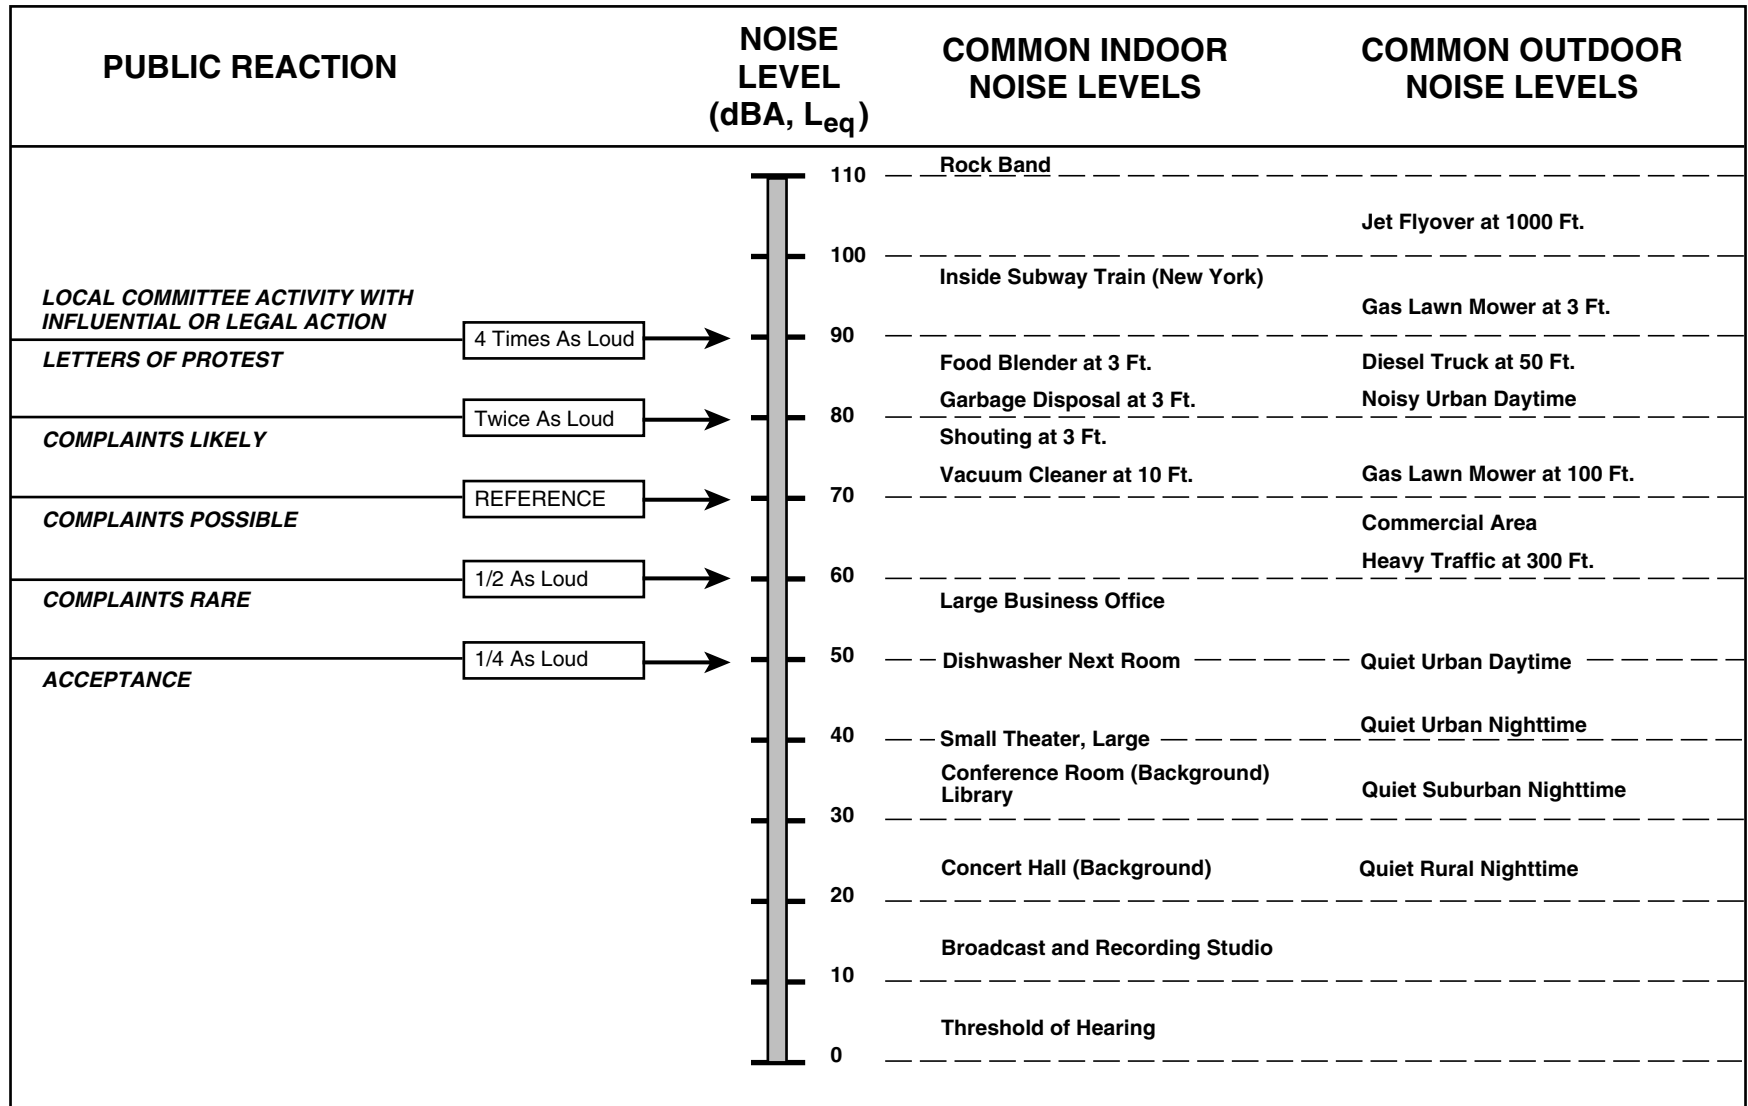 PUBLIC REACTION
NOISE
LEVEL
(dBA, Leq)
COMMON INDOOR
NOISE LEVELS
COMMON OUTDOOR
NOISE LEVELS
LOCAL COMMITTEE ACTIVITY WITH
INFLUENTIAL OR LEGAL ACTION
LETTERS OF PROTEST
COMPLAINTS LIKELY
COMPLAINTS POSSIBLE
COMPLAINTS RARE
ACCEPTANCE
4 Times As Loud
Twice As Loud
REFERENCE
1/2 As Loud
1/4 As Loud
110
100
90
80
70
60
50
40
30
20
10
0
Rock Band
Inside Subway Train (New York)
Food Blender at 3 Ft.
Garbage Disposal at 3 Ft.
Shouting at 3 Ft.
Vacuum Cleaner at 10 Ft.
Large Business Office
Dishwasher Next Room
Small Theater, Large
Conference Room (Background)
Library
Concert Hall (Background)
Broadcast and Recording Studio
Threshold of Hearing
Jet Flyover at 1000 Ft.
Gas Lawn Mower at 3 Ft.
Diesel Truck at 50 Ft.
Noisy Urban Daytime
Gas Lawn Mower at 100 Ft.
Commercial Area
Heavy Traffic at 300 Ft.
Quiet Urban Daytime
Quiet Urban Nighttime
Quiet Suburban Nighttime
Quiet Rural Nighttime